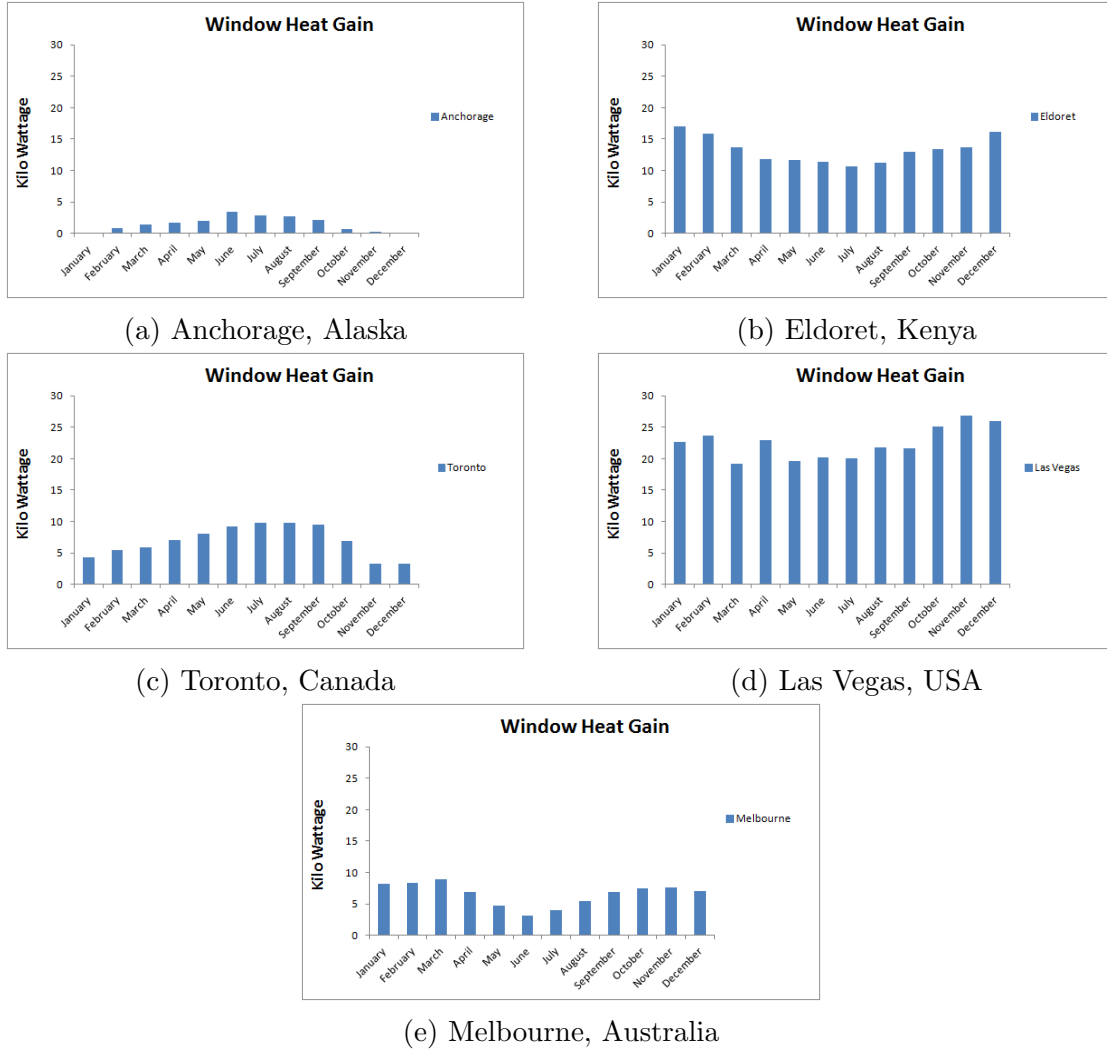 Window Heat Gain
30
25
20
15
10
5
0
Kilo Wattage
Anchorage
January
February
March
April
May
June
July
August
September
October
November
December
(a) Anchorage, Alaska
Window Heat Gain
30
25
20
15
10
5
0
Kilo Wattage
Eldoret
January
February
March
April
May
June
July
August
September
October
November
December
(b) Eldoret, Kenya
Window Heat Gain
30
25
20
15
10
5
0
Kilo Wattage
Toronto
January
February
March
April
May
June
July
August
September
October
November
December
(c) Toronto, Canada
Window Heat Gain
30
25
20
15
10
5
0
Kilo Wattage
Las Vegas
January
February
March
April
May
June
July
August
September
October
November
December
(d) Las Vegas, USA
Window Heat Gain
30
25
20
15
10
5
0
Kilo Wattage
Melbourne
January
February
March
April
May
June
July
August
September
October
November
December
(e) Melbourne, Australia